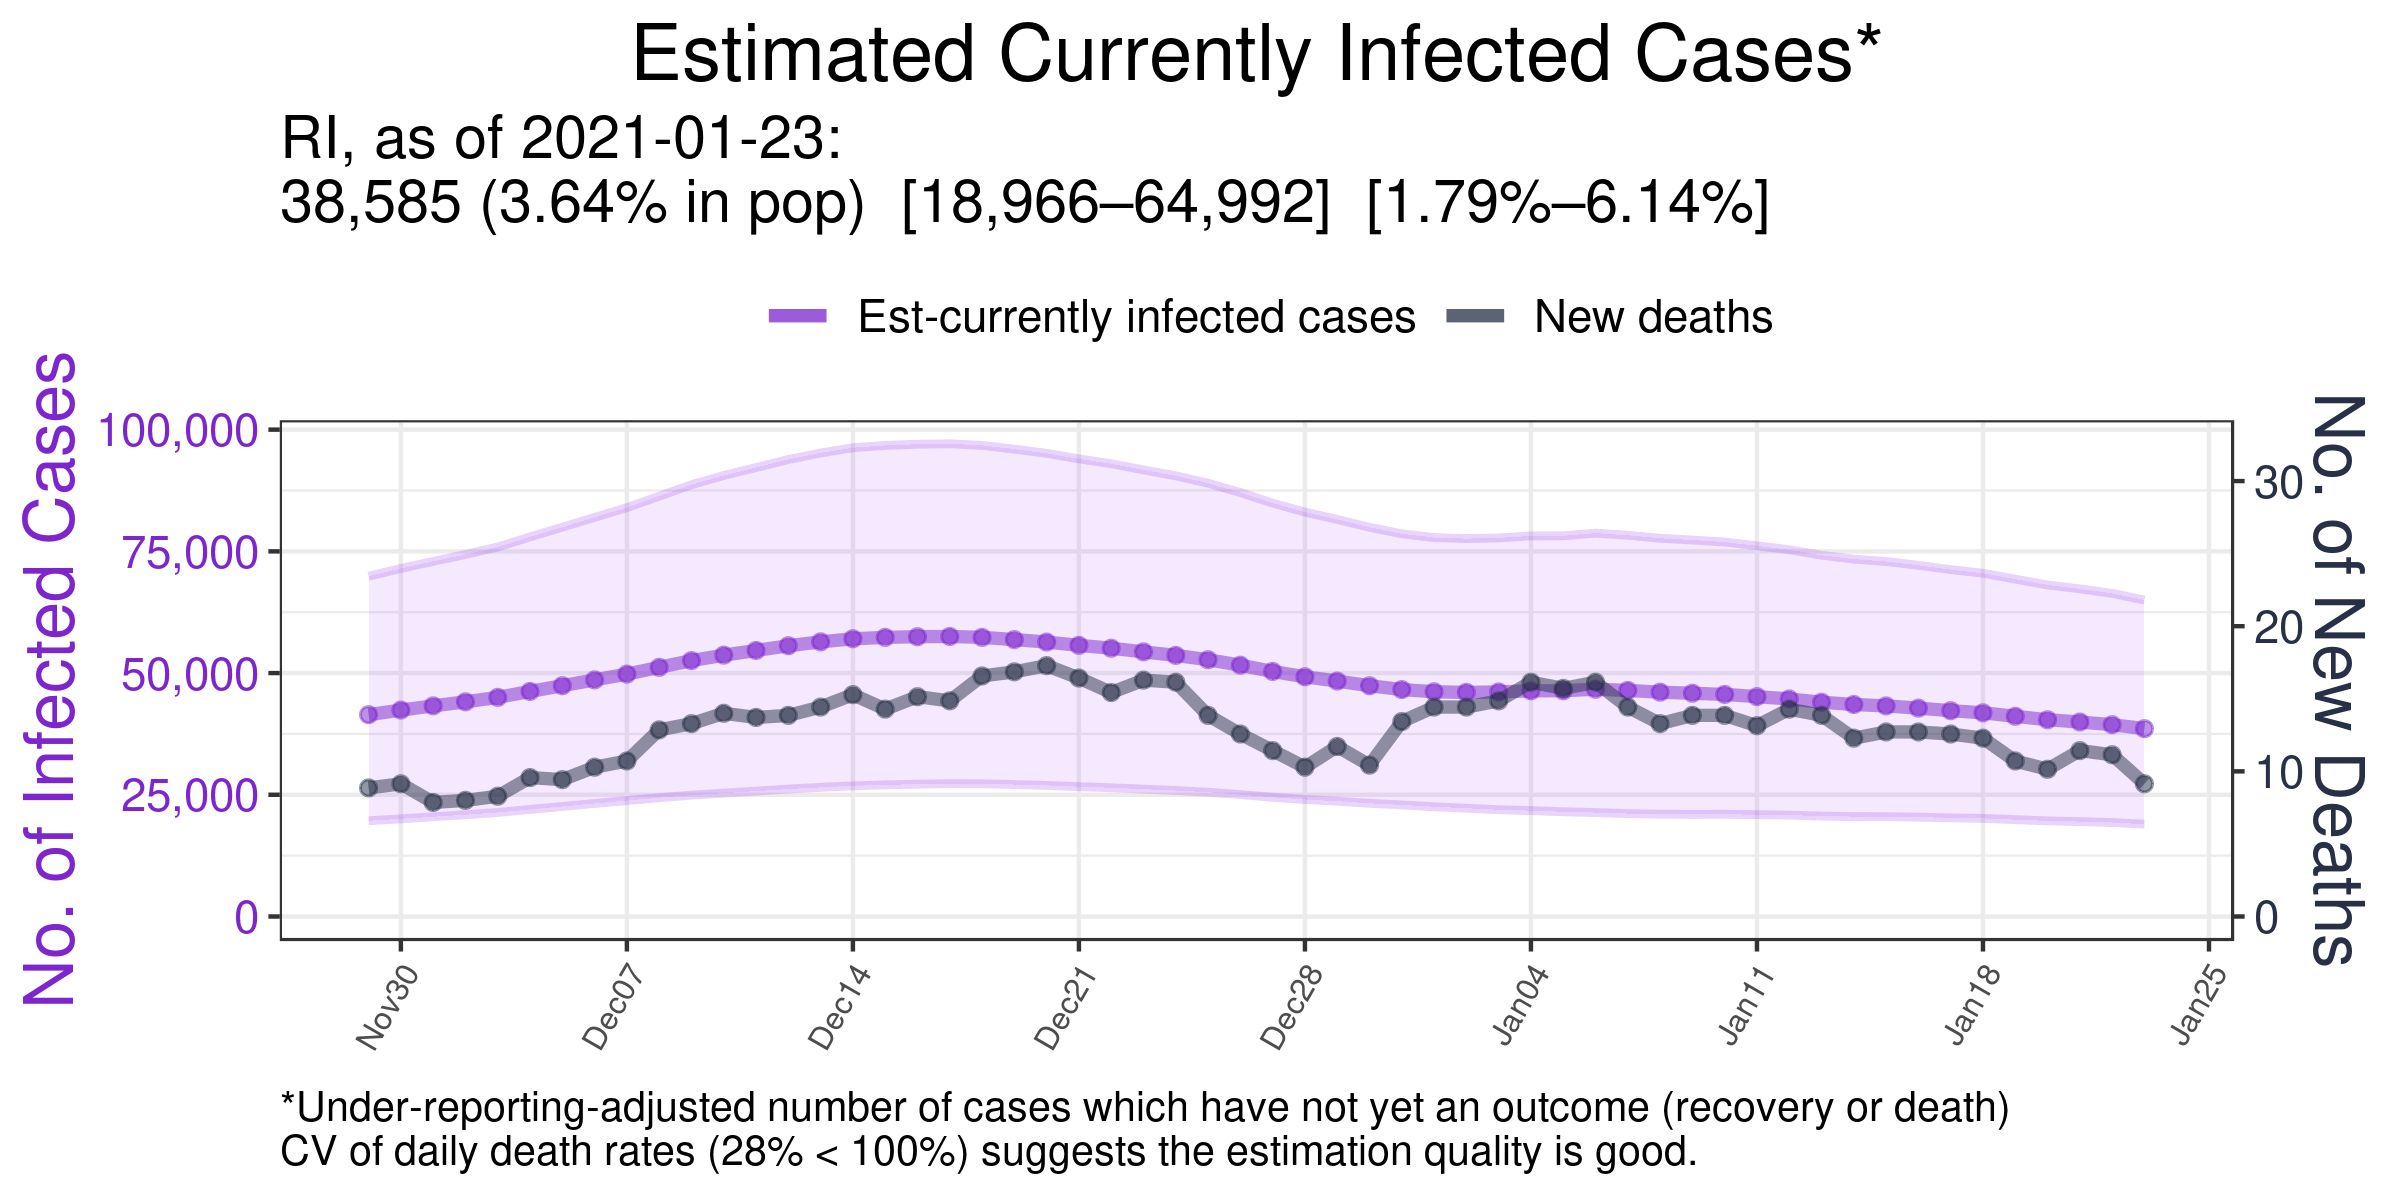 Estimated Currently Infected Cases*
RI, as of 2021-01-23:
38,585 (3.64% in pop)  [18,966–64,992]  [1.79%–6.14%]
Est-currently infected cases
New deaths
No. of Infected Cases
100,000
75,000
50,000
25,000
0
30
20
10
0
No. of New Deaths
Nov30
Dec07
Dec14
Dec21
Dec28
Jan04
Jan11
Jan18
Jan25
*Under-reporting-adjusted number of cases which have not yet an outcome (recovery or death)
CV of daily death rates (28% < 100%) suggests the estimation quality is good.